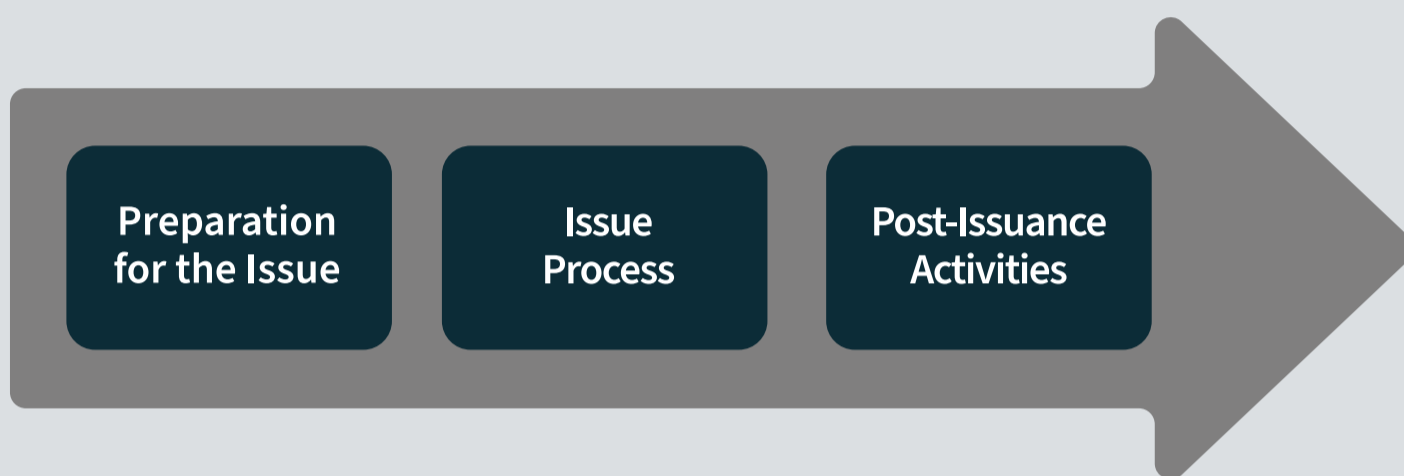 Preparation
for the Issue
Issue
Process
Post-Issuance
Activities